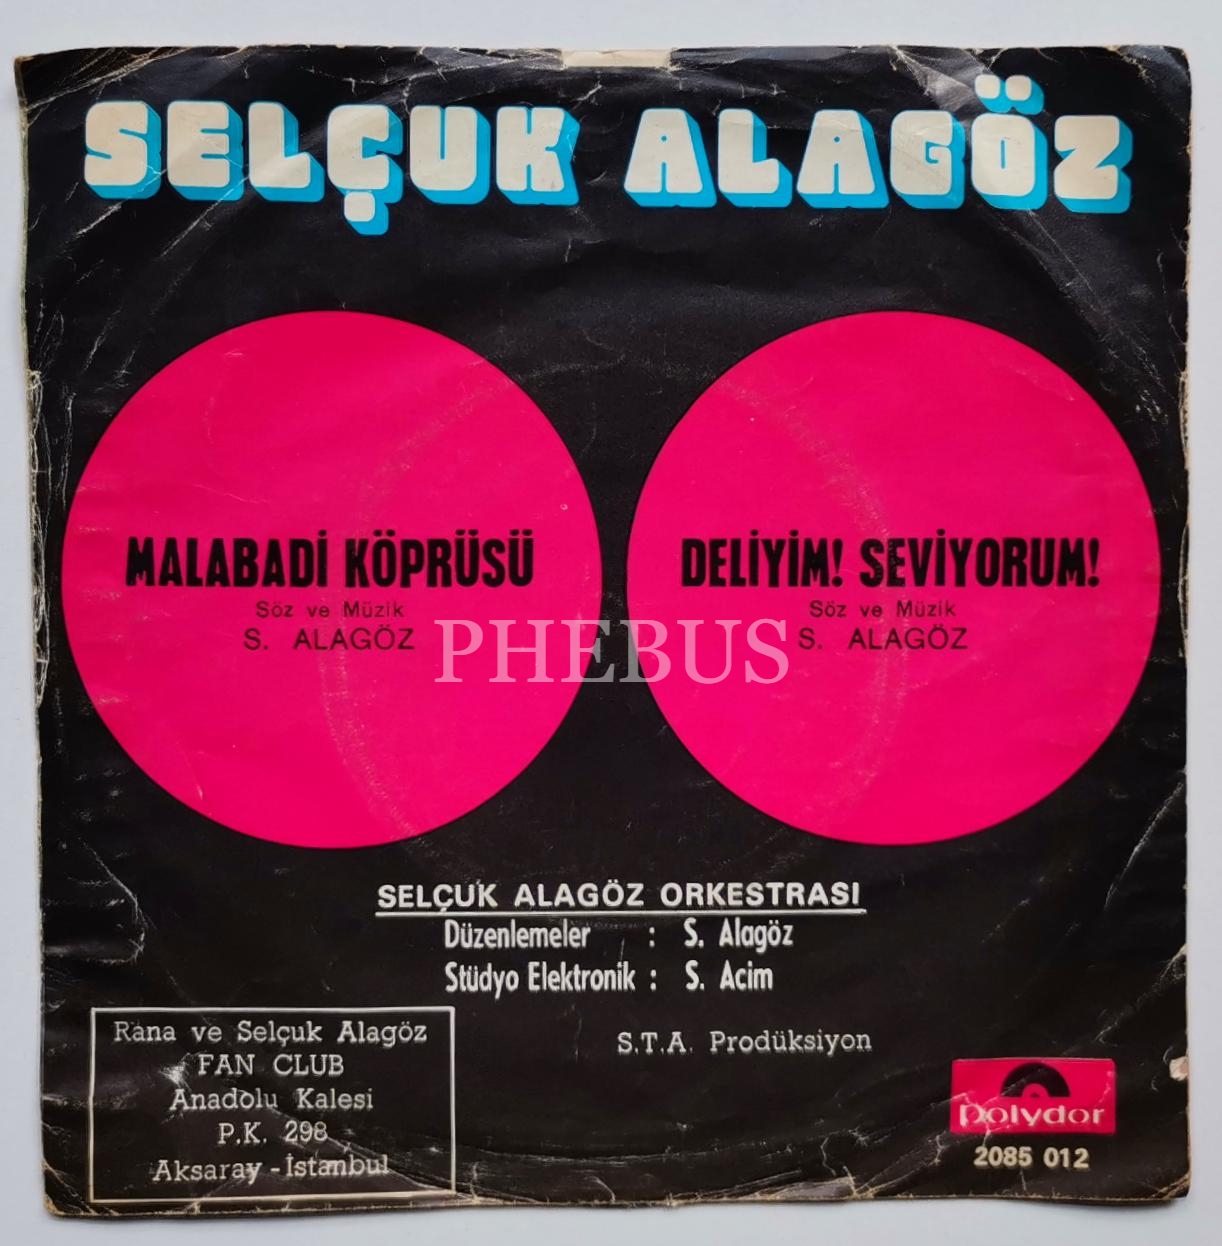 SELÇUK ALAGÖZ
MALABADİ KÖPRÜSÜ
Söz ve Müzik
S. ALAGÖZ
DELİYİM! SEVİYORUM!
Söz ve Müzik
S. ALAGÖZ
PHEBUS
SELÇUK ALAGÖZ ORKESTRASI
Düzenlemeler : S. Alagöz
Stüdyo Elektronik : S. Acim
S.T.A. Prodüksiyon
Rana ve Selçuk Alagöz
FAN CLUB
Anadolu Kalesi
P.K. 298
Aksaray - İstanbul
polydor
2085 012